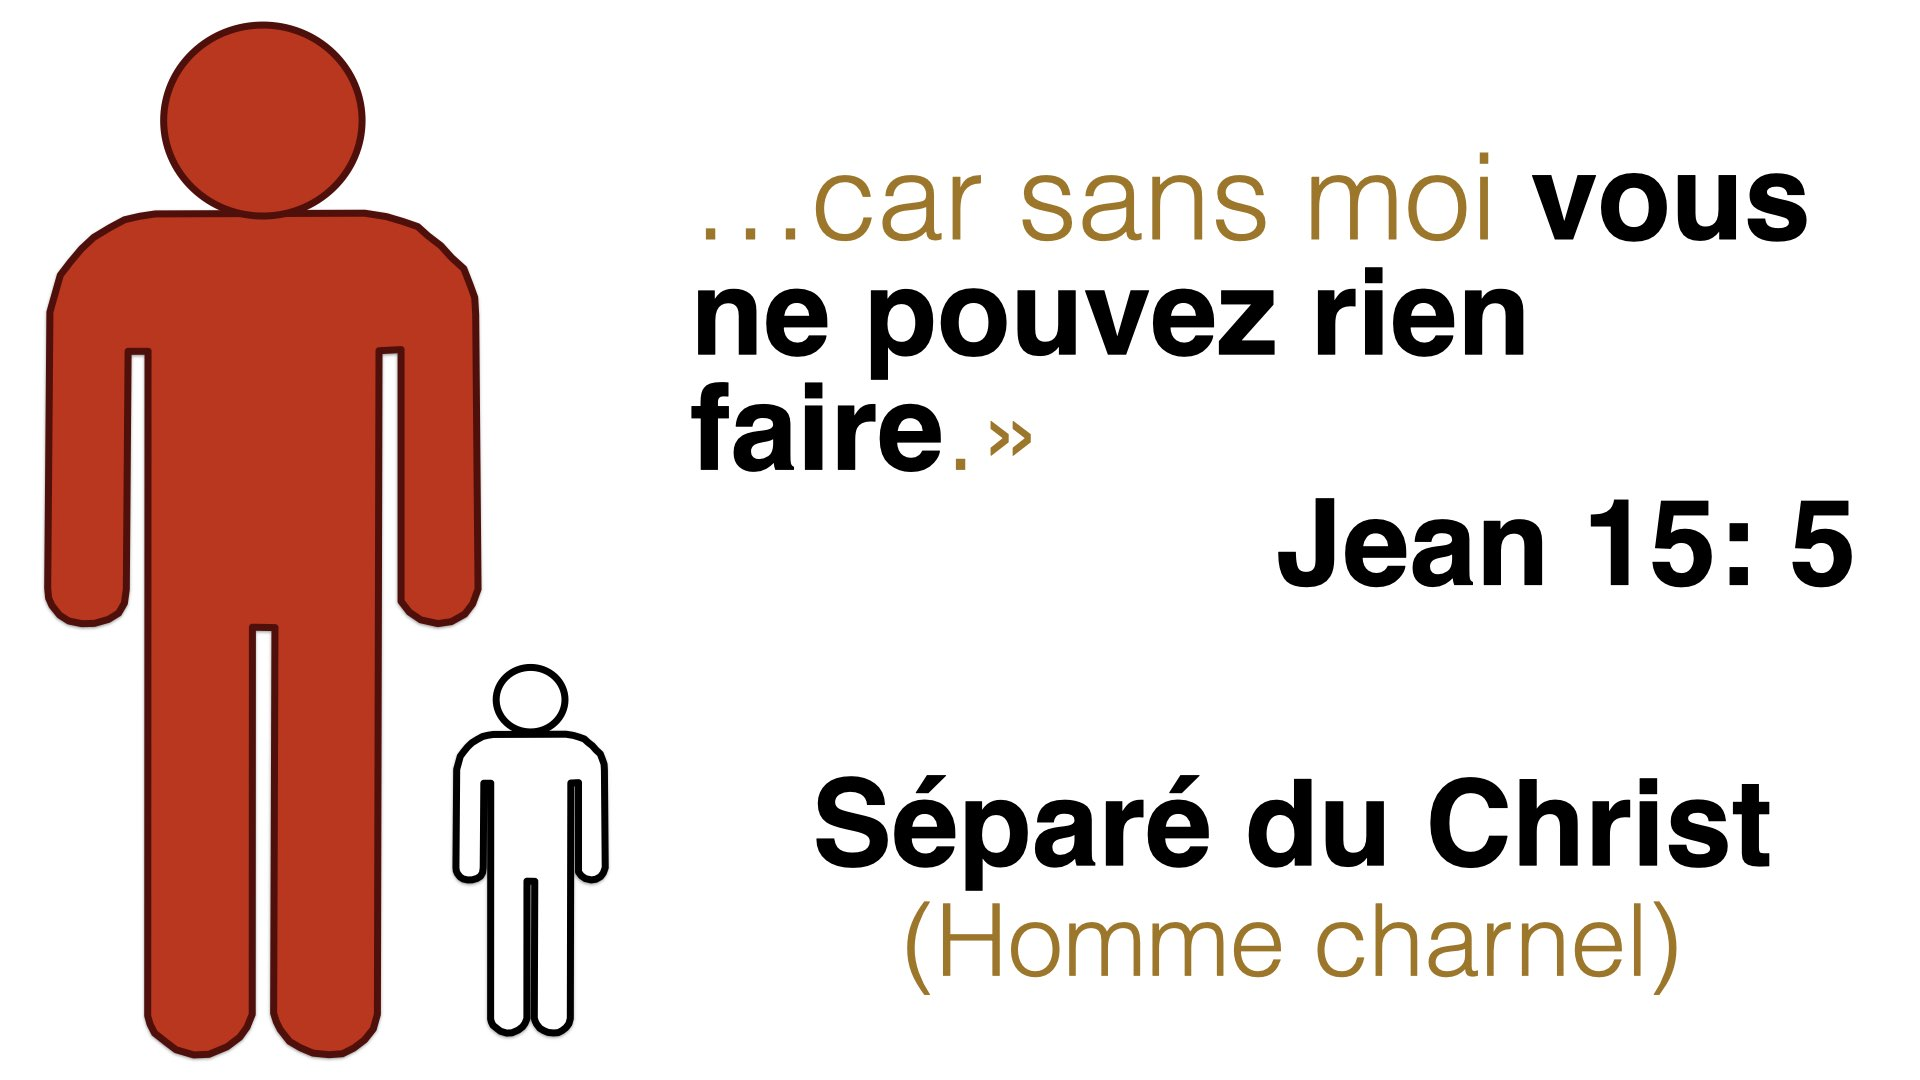 …car sans moi vous
ne pouvez rien
faire.»
Jean 15: 5
Séparé du Christ
(Homme charnel)